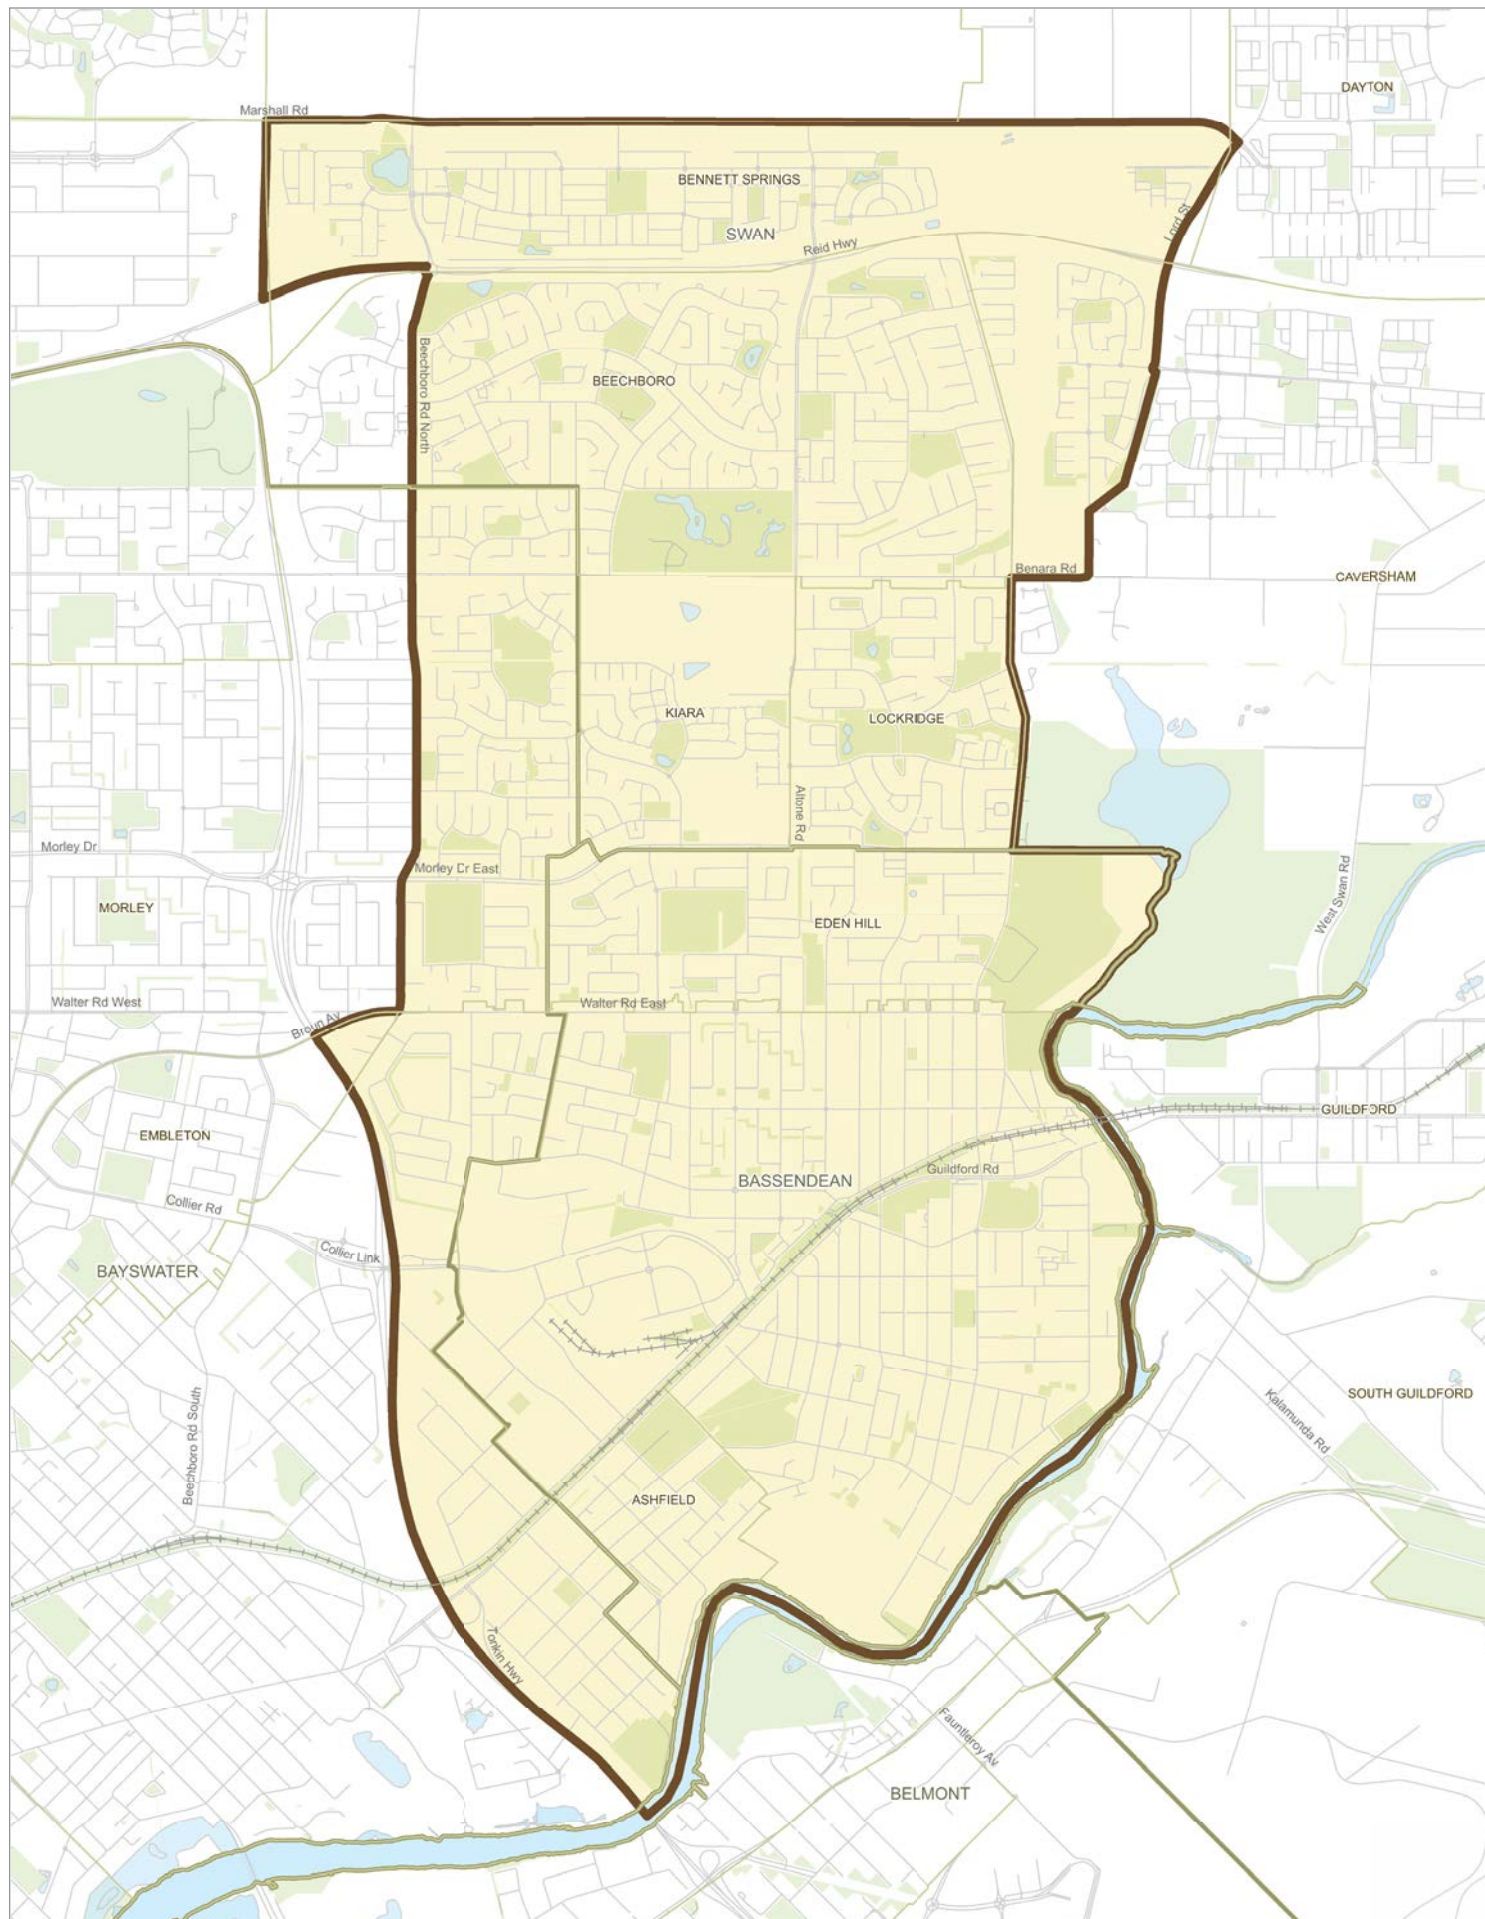 DAYTON
Marshall Rd
BENNETT SPRINGS
SWAN
Lord St
Reid Hwy
Beechboro Rd North
BEECHBORO
Benara Rd
CAVERSHAM
KIARA
LOCKRIDGE
Altone Rd
Morley Dr
Morley Dr East
West Swan Rd
MORLEY
EDEN HILL
Walter Rd West
Walter Rd East
Broun Av
GUILDFORD
EMBLETON
Guildford Rd
BASSENDEAN
Collier Rd
Collier Link
BAYSWATER
Beechboro Rd South
SOUTH GUILDFORD
Kalamunda Rd
ASHFIELD
Tonkin Hwy
Fauntleroy Av
BELMONT